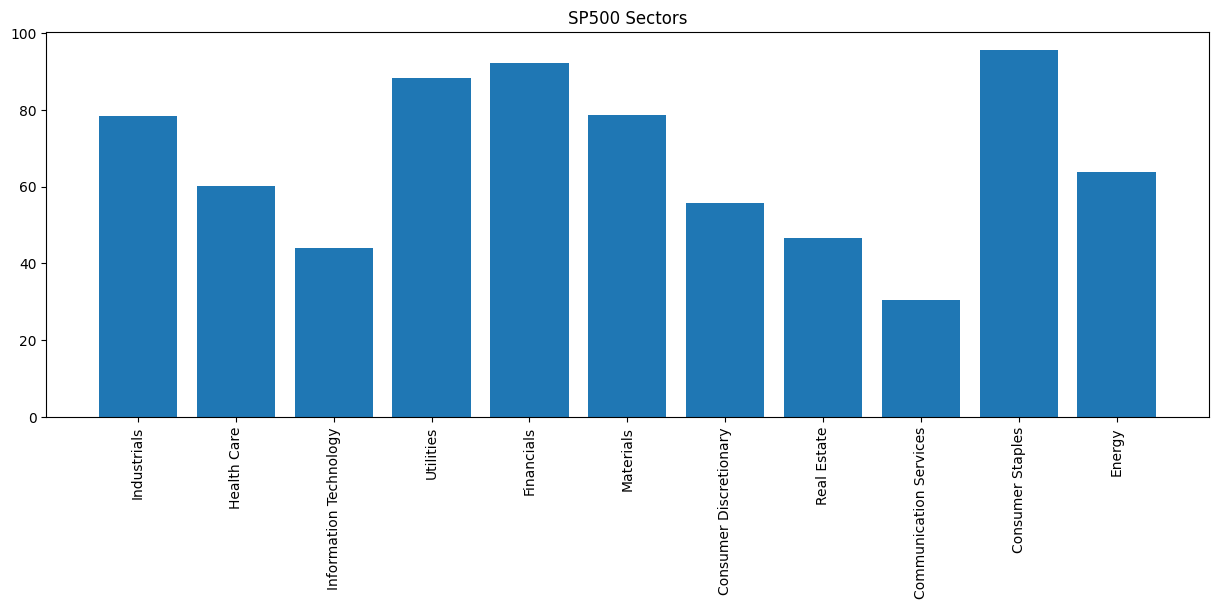 SP500 Sectors
100
80
60
40
20
0
Industrials
Health Care
Information Technology
Utilities
Financials
Materials
Consumer Discretionary
Real Estate
Communication Services
Consumer Staples
Energy